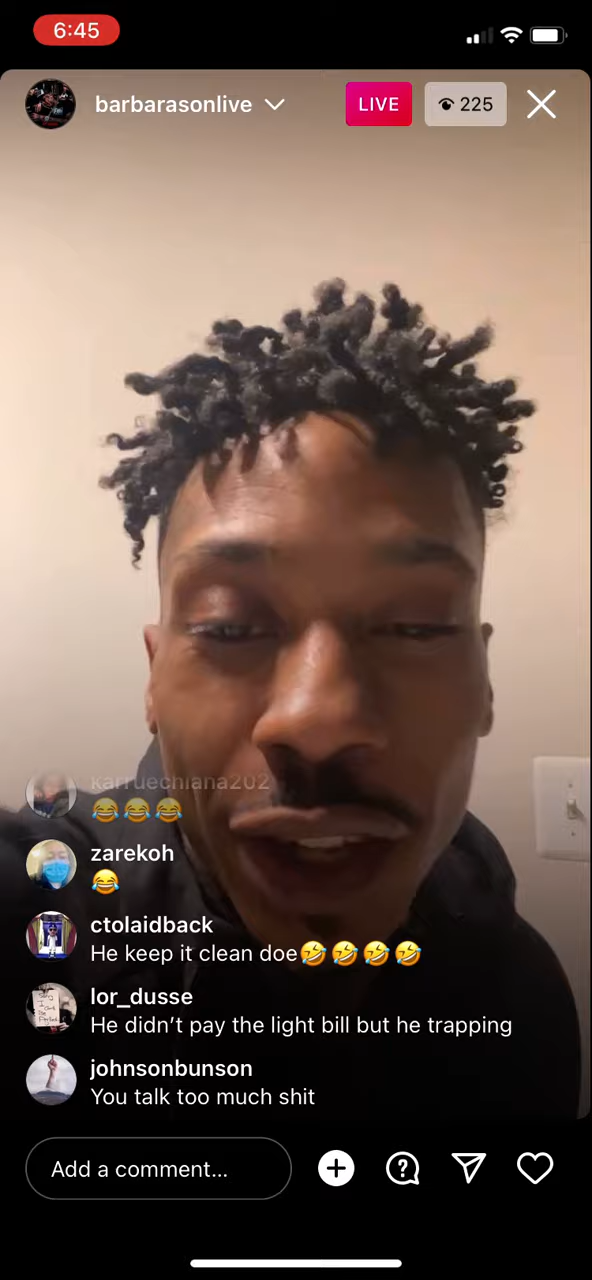 6:45
barbarasonlive
LIVE
225
karruechiana202
😂😂😂
zarekoh
😂
ctolaidback
He keep it clean doe🤣🤣🤣🤣
lor_dusse
He didn’t pay the light bill but he trapping
johnsonbunson
You talk too much shit
Add a comment...